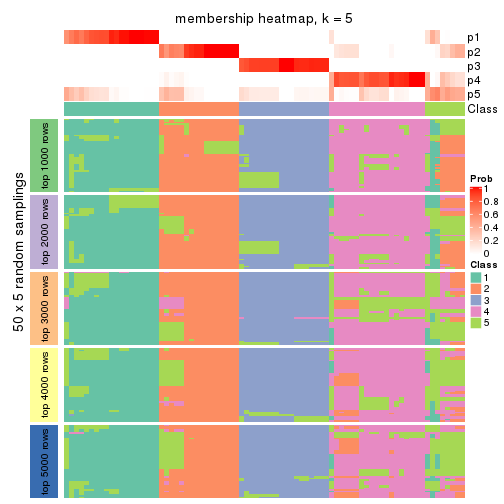 membership heatmap, k = 5
p1
p2
p3
p4
p5
Class
50 x 5 random samplings
top 1000 rows
top 2000 rows
top 3000 rows
top 4000 rows
top 5000 rows
Prob
1
0.8
0.6
0.4
0.2
0
Class
1
2
3
4
5